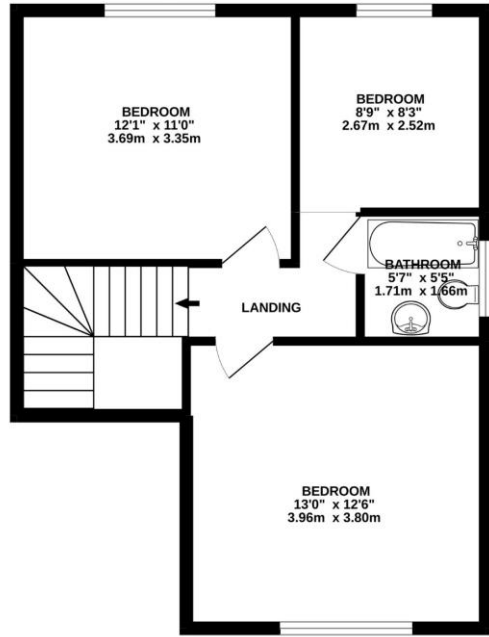 BEDROOM
12'1" x 11'0"
3.69m x 3.35m
BEDROOM
8'9" x 8'3"
2.67m x 2.52m
BATHROOM
5'7" x 5'5"
1.71m x 1.66m
LANDING
BEDROOM
13'0" x 12'6"
3.96m x 3.80m